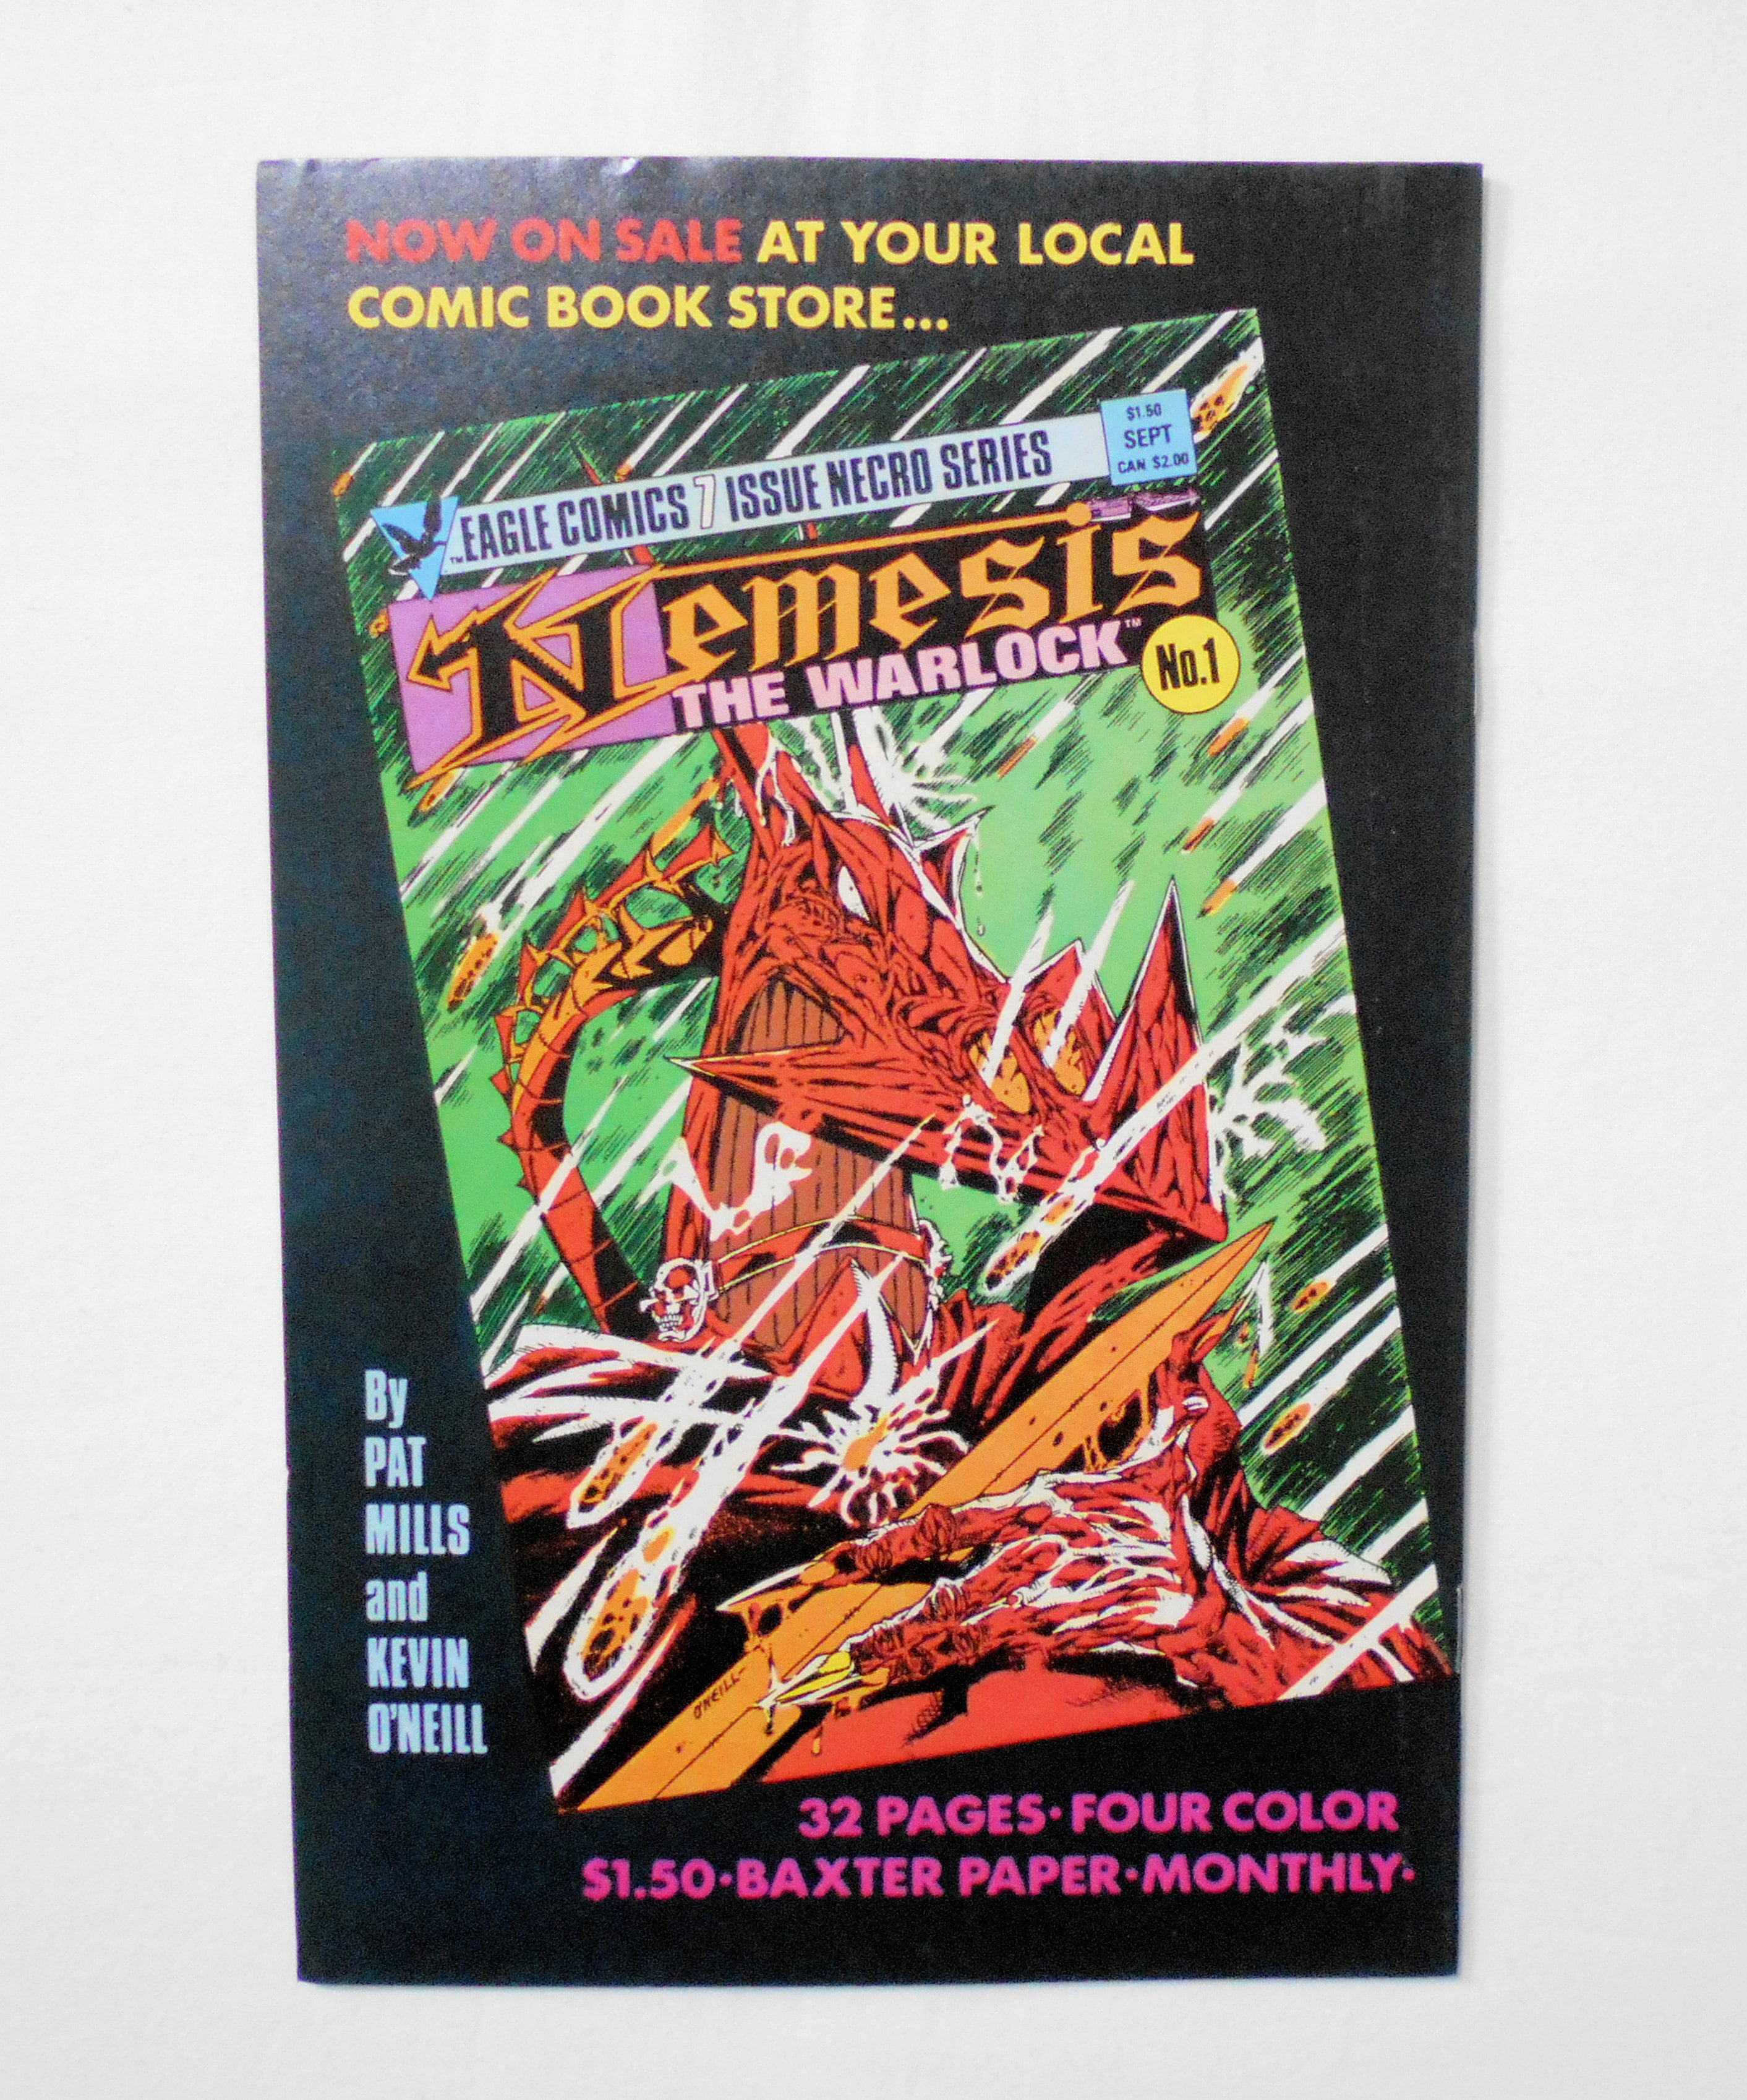 NOW ON SALE AT YOUR LOCAL
COMIC BOOK STORE...
$1.50
SEPT
CAN $2.00
™EAGLE COMICS 7 ISSUE NECRO SERIES
Nemesis
THE WARLOCK™
No.1
By
PAT
MILLS
and
KEVIN
O'NEILL
O'NEILL
32 PAGES· FOUR COLOR
$1.50·BAXTER PAPER·MONTHLY·